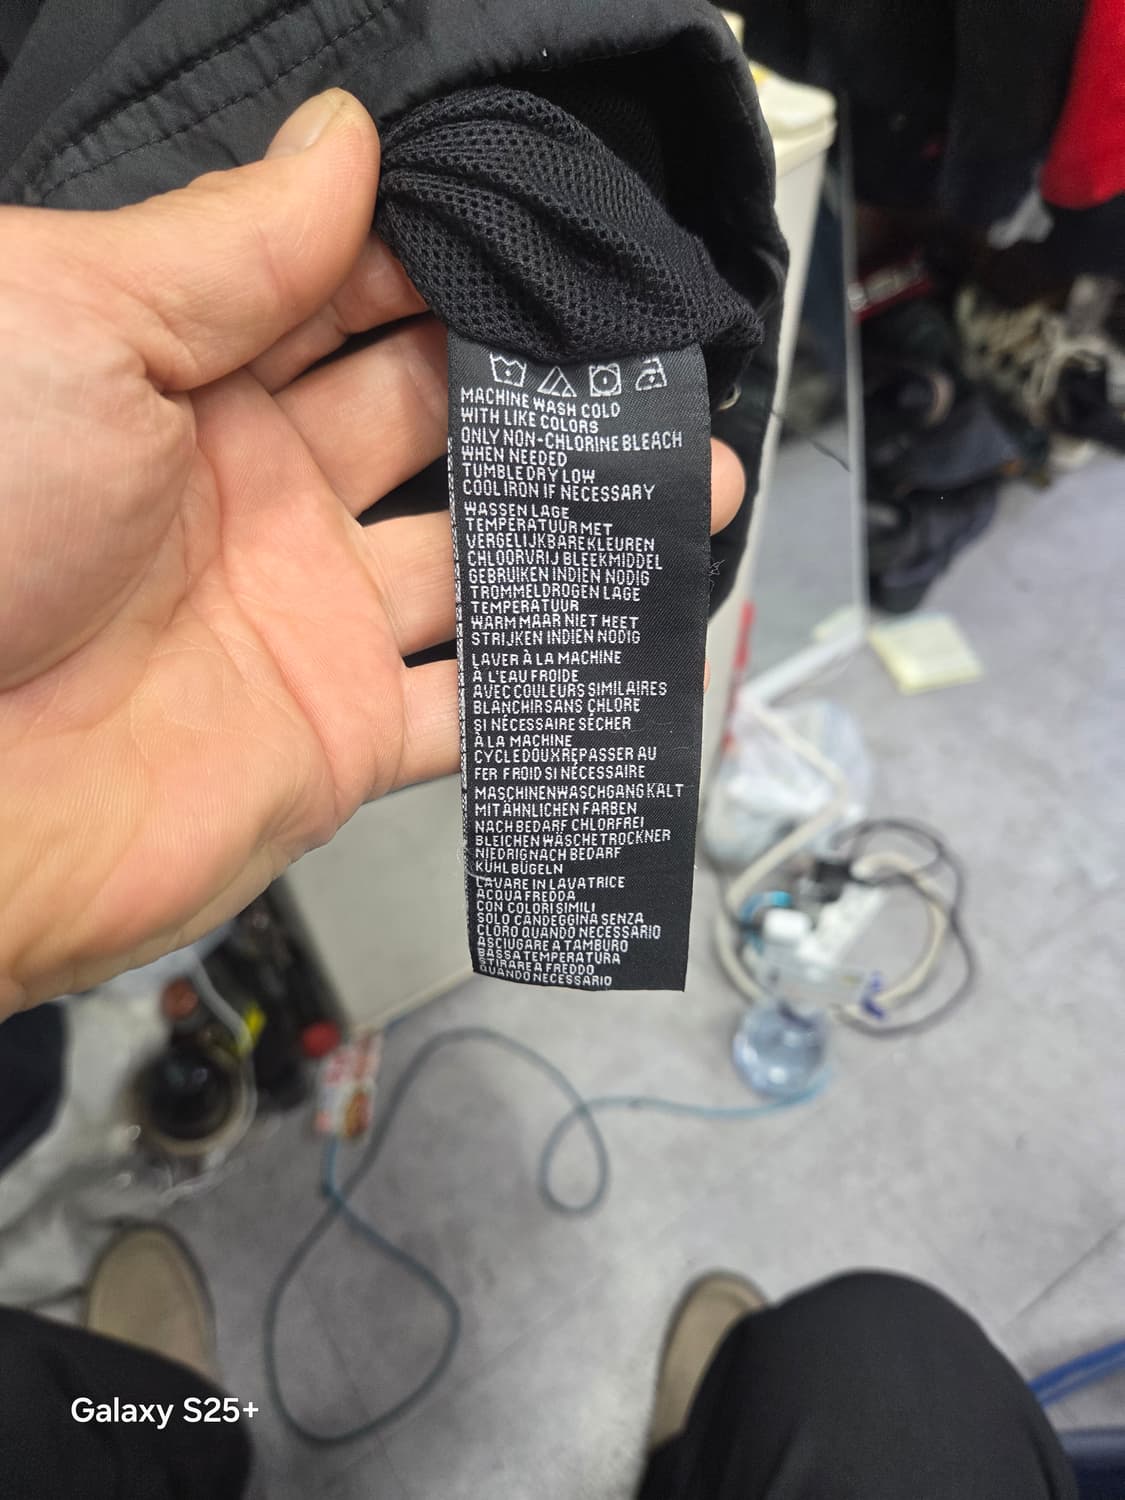 MACHINE WASH COLD
WITH LIKE COLORS
ONLY NON-CHLORINE BLEACH
WHEN NEEDED
TUMBLE DRY LOW
COOL IRON IF NECESSARY
WASSEN LAGE
TEMPERATUUR MET
VERGELIJKBARE KLEUREN
CHLOORVRIJ BLEEKMIDDEL
GEBRUIKEN INDIEN NODIG
TROMMELDROGEN LAGE
TEMPERATUUR
WARM MAAR NIET HEET
STRIJKEN INDIEN NODIG
LAVER À LA MACHINE
À L'EAU FROIDE
AVEC COULEURS SIMILAIRES
BLANCHIR SANS CHLORE
SI NÉCESSAIRE SÉCHER
À LA MACHINE
CYCLE DOUX REPASSER AU
FER FROID SI NÉCESSAIRE
MASCHINENWASCHGANG KALT
MIT ÄHNLICHEN FARBEN
NACH BEDARF CHLORFREI
BLEICHEN WÄSCHETROCKNER
NIEDRIG NACH BEDARF
KÜHL BÜGELN
LAVARE IN LAVATRICE
ACQUA FREDDA
CON COLORI SIMILI
SOLO CANDEGGINA SENZA
CLORO QUANDO NECESSARIO
ASCIUGARE A TAMBURO
BASSA TEMPERATURA
STIRARE A FREDDO
QUANDO NECESSARIO
Galaxy S25+